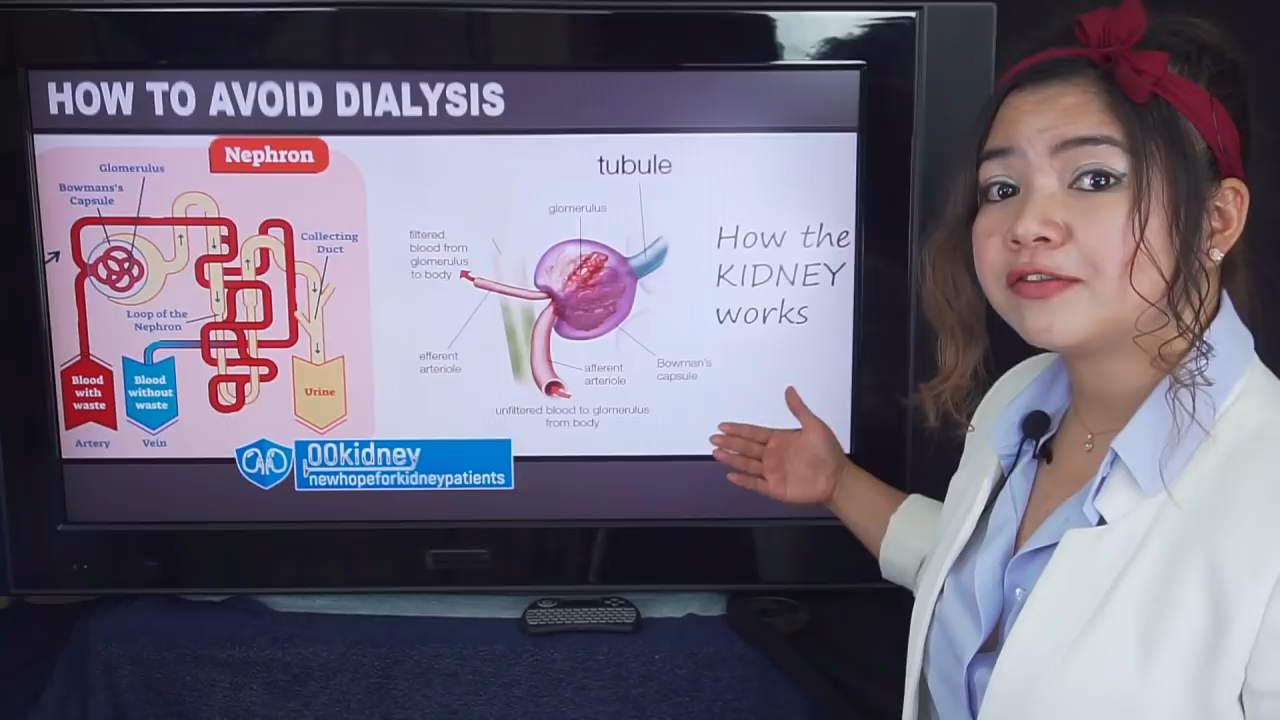 HOW TO AVOID DIALYSIS
Nephron
Glomerulus
Bowmans's
Capsule
Collecting
Duct
Loop of the
Nephron
Blood
with
waste
Blood
without
waste
Urine
Artery
Vein
tubule
glomerulus
filtered
blood from
glomerulus
to body
efferent
arteriole
afferent
arteriole
Bowman's
capsule
unfiltered blood to glomerulus
from body
How the
KIDNEY
works
00kidney
newhopeforkidneypatients